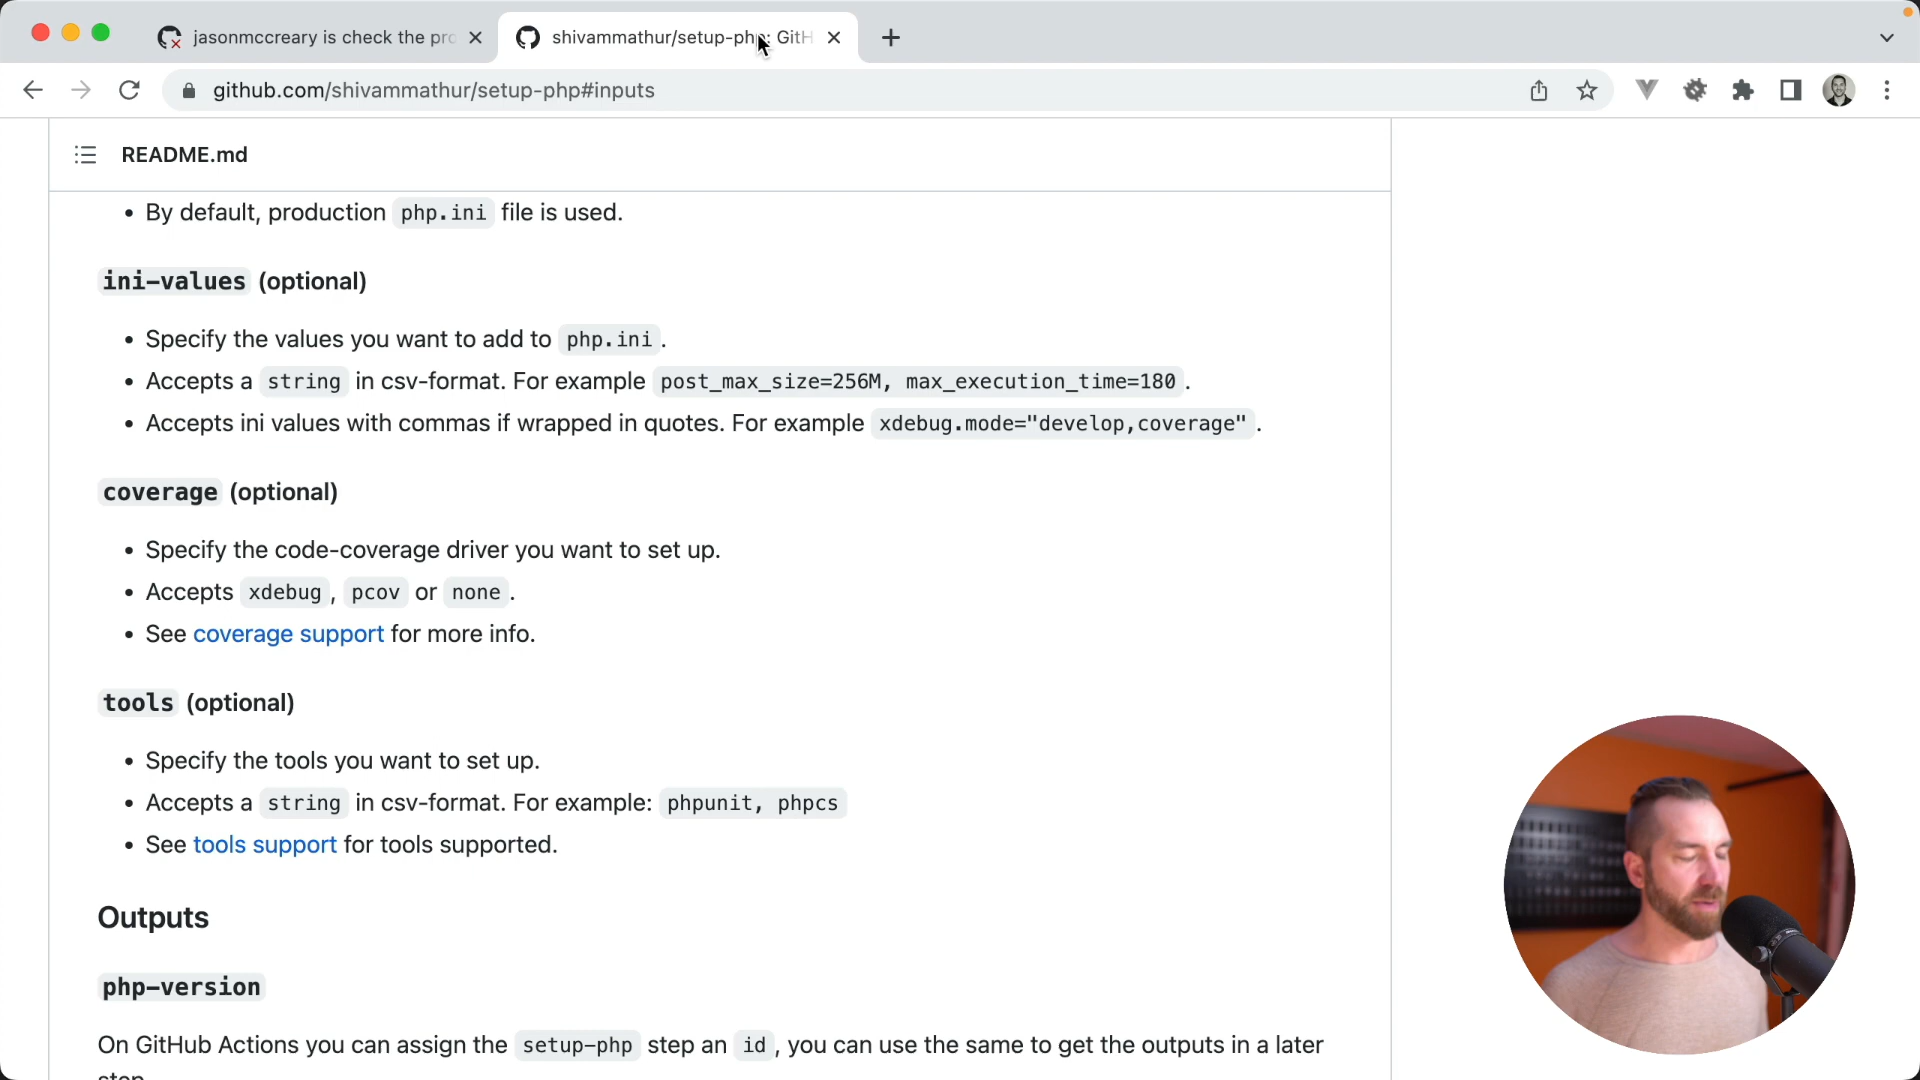 jasonmccreary is check the pro
shivammathur/setup-php: GitH
github.com/shivammathur/setup-php#inputs
README.md
• By default, production php.ini file is used.
ini-values (optional)
• Specify the values you want to add to php.ini.
• Accepts a string in csv-format. For example post_max_size=256M, max_execution_time=180.
• Accepts ini values with commas if wrapped in quotes. For example xdebug.mode="develop,coverage".
coverage (optional)
• Specify the code-coverage driver you want to set up.
• Accepts xdebug, pcov or none.
• See coverage support for more info.
tools (optional)
• Specify the tools you want to set up.
• Accepts a string in csv-format. For example: phpunit, phpcs
• See tools support for tools supported.
Outputs
php-version
On GitHub Actions you can assign the setup-php step an id, you can use the same to get the outputs in a later
step